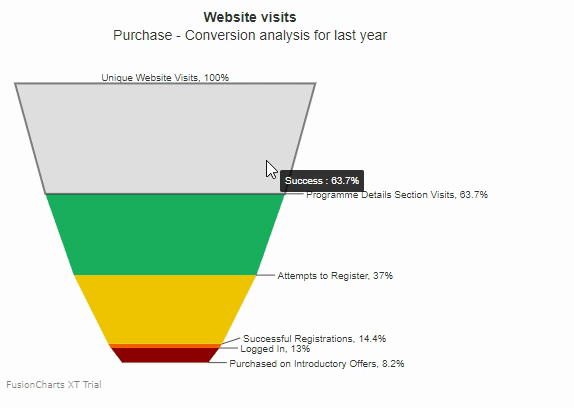 Website visits
Purchase - Conversion analysis for last year
Unique Website Visits, 100%
Success : 63.7%
Programme Details Section Visits, 63.7%
Attempts to Register, 37%
Successful Registrations, 14.4%
Logged In, 13%
Purchased on Introductory Offers, 8.2%
FusionCharts XT Trial